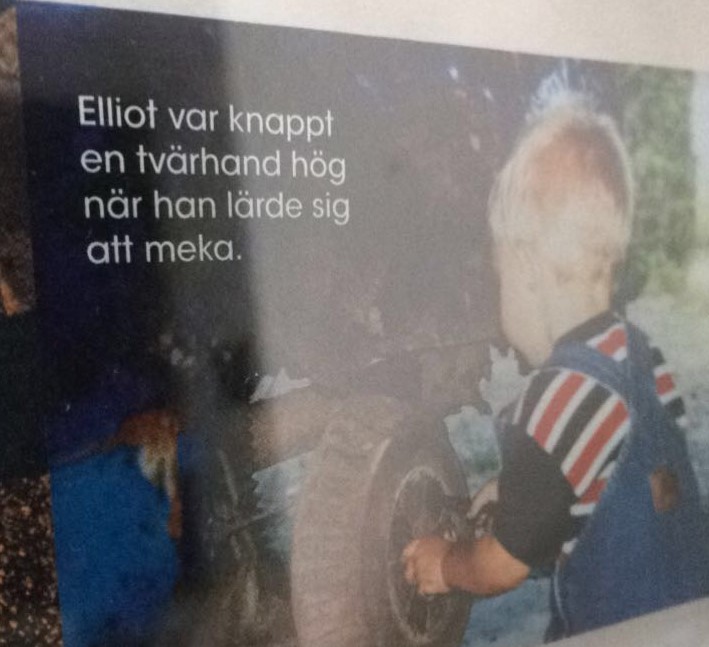 Elliot var knappt
en tvärhand hög
när han lärde sig
att meka.